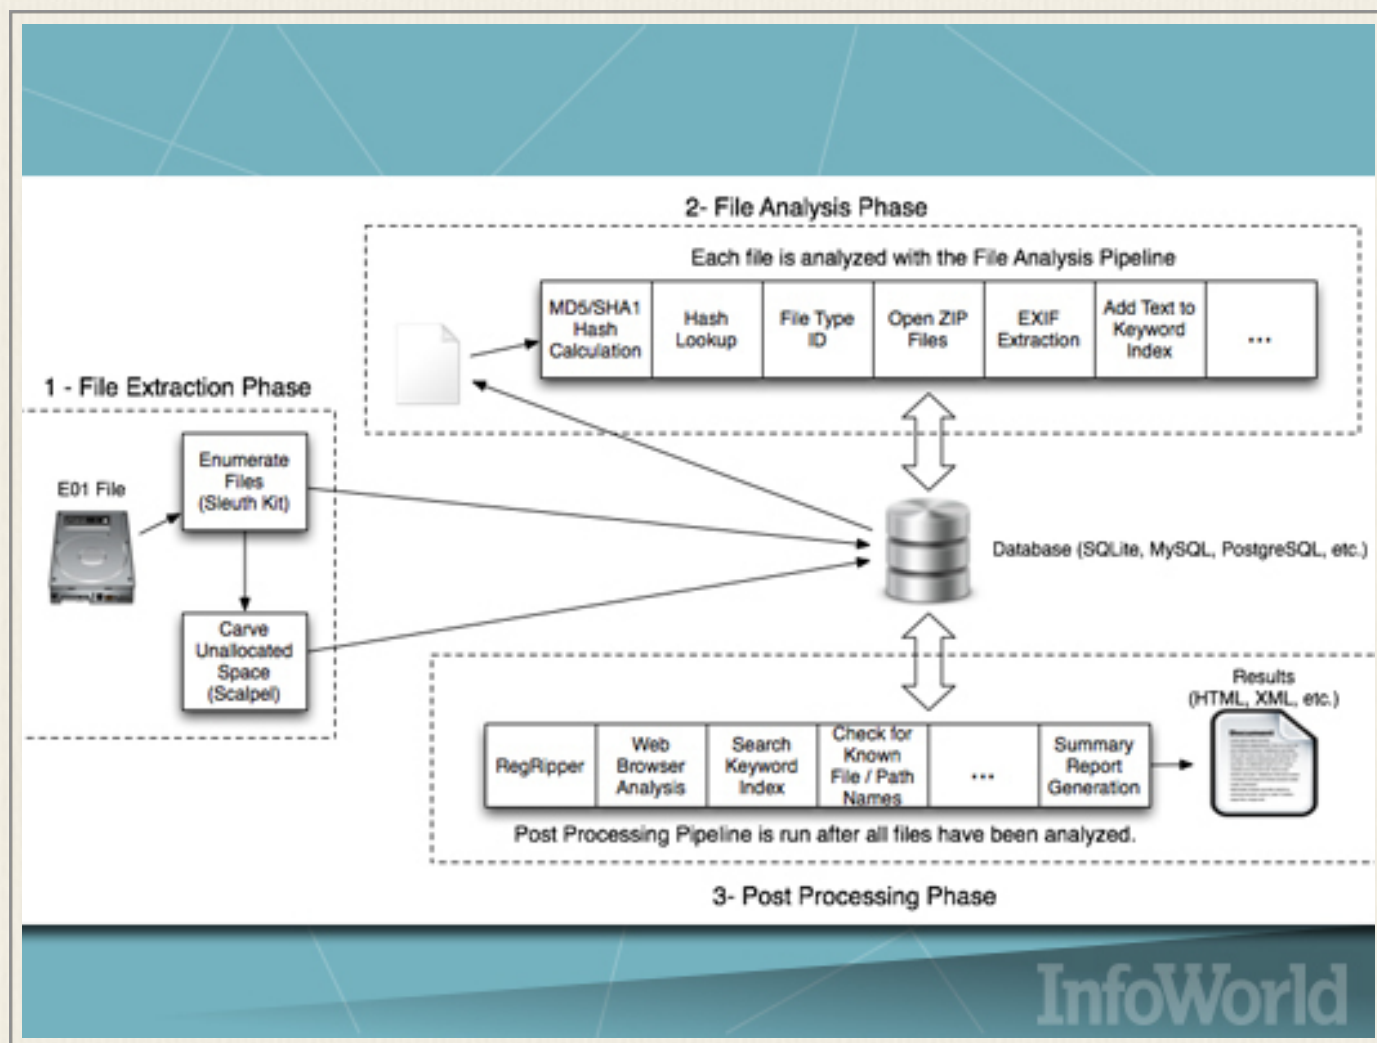 2- File Analysis Phase
Each file is analyzed with the File Analysis Pipeline
MD5/SHA1
Hash
Calculation
Hash
Lookup
File Type
ID
Open ZIP
Files
EXIF
Extraction
Add Text to
Keyword
Index
...
1 - File Extraction Phase
E01 File
Enumerate
Files
(Sleuth Kit)
Carve
Unallocated
Space
(Scalpel)
Database (SQLite, MySQL, PostgreSQL, etc.)
RegRipper
Web
Browser
Analysis
Search
Keyword
Index
Check for
Known
File / Path
Names
...
Summary
Report
Generation
Results
(HTML, XML, etc.)
Document
Post Processing Pipeline is run after all files have been analyzed.
3- Post Processing Phase
InfoWorld